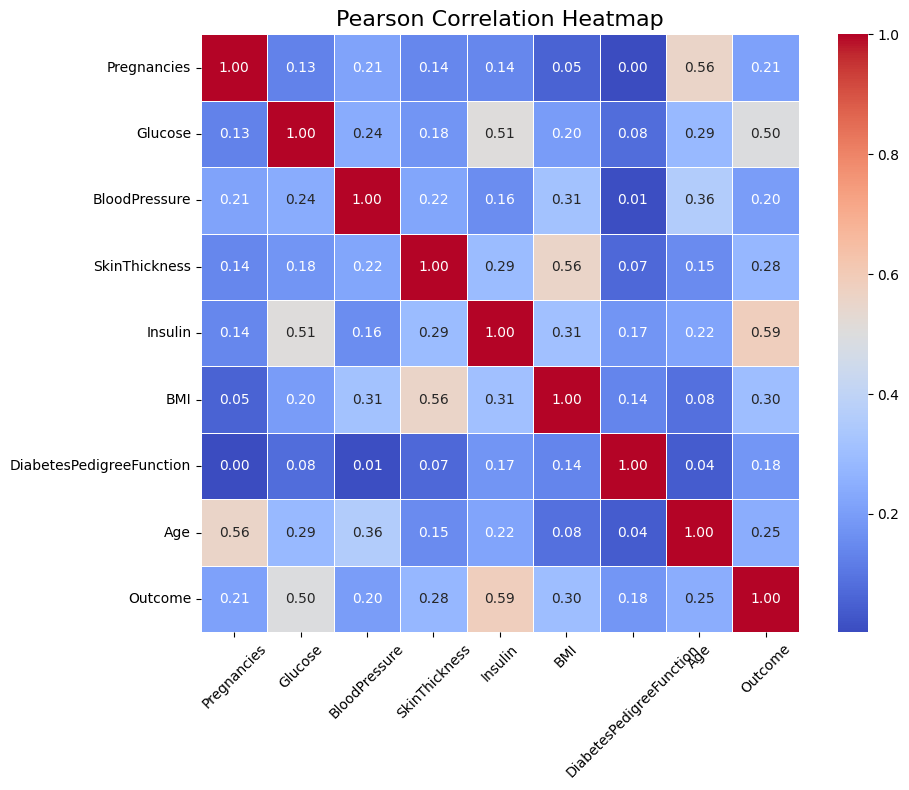 Pearson Correlation Heatmap
Pregnancies 1.00 0.13 0.21 0.14 0.14 0.05 0.00 0.56 0.21
Glucose 0.13 1.00 0.24 0.18 0.51 0.20 0.08 0.29 0.50
BloodPressure 0.21 0.24 1.00 0.22 0.16 0.31 0.01 0.36 0.20
SkinThickness 0.14 0.18 0.22 1.00 0.29 0.56 0.07 0.15 0.28
Insulin 0.14 0.51 0.16 0.29 1.00 0.31 0.17 0.22 0.59
BMI 0.05 0.20 0.31 0.56 0.31 1.00 0.14 0.08 0.30
DiabetesPedigreeFunction 0.00 0.08 0.01 0.07 0.17 0.14 1.00 0.04 0.18
Age 0.56 0.29 0.36 0.15 0.22 0.08 0.04 1.00 0.25
Outcome 0.21 0.50 0.20 0.28 0.59 0.30 0.18 0.25 1.00
Pregnancies
Glucose
BloodPressure
SkinThickness
Insulin
BMI
DiabetesPedigreeFunction
Age
Outcome
1.0
0.8
0.6
0.4
0.2